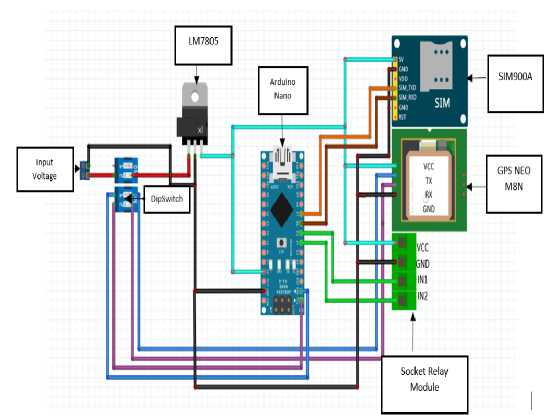 LM7805
Arduino
Nano
SIM900A
5V
GND
VDD
SIM_TXD
SIM_RXD
GND
RST
SIM
Input
Voltage
DipSwitch
VCC
TX
RX
GND
GPS NEO
M8N
VCC
GND
IN1
IN2
Socket Relay
Module